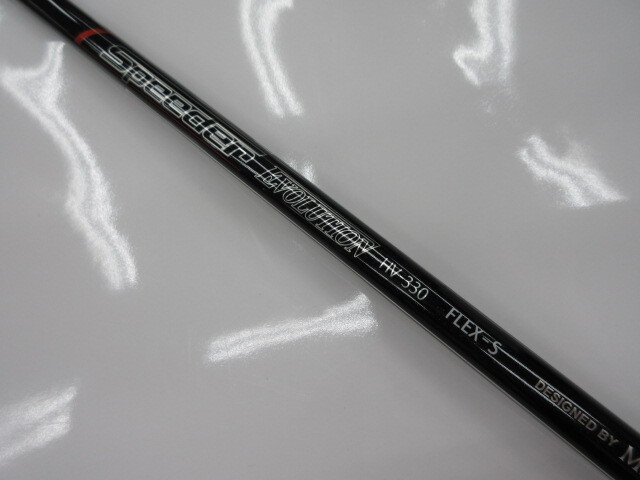 Speeder EVOLUTION HV-330 FLEX-S DESIGNED BY